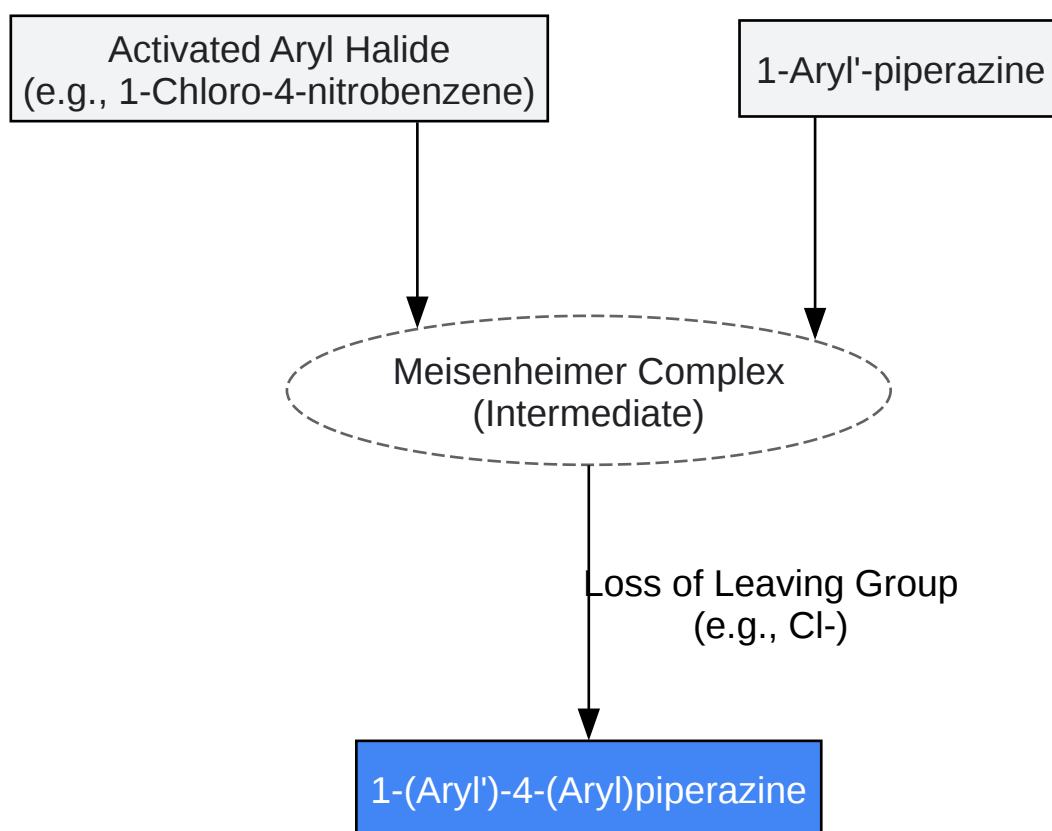 Activated Aryl Halide
(e.g., 1-Chloro-4-nitrobenzene)
1-Aryl'-piperazine
Meisenheimer Complex
(Intermediate)
Loss of Leaving Group
(e.g., Cl-)
1-(Aryl')-4-(Aryl)piperazine